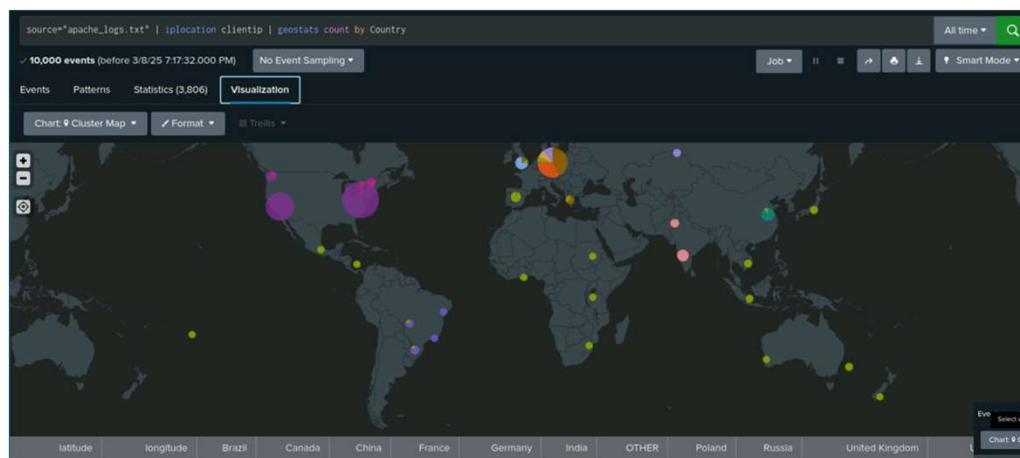 source="apache_logs.txt" | iplocation clientip | geostats count by Country
All time
10,000 events (before 3/8/25 7:17:32.000 PM)
No Event Sampling
Job
Smart Mode
Events Patterns Statistics (3,806) Visualization
Chart: Cluster Map Format Trellis
Select
Chart:
latitude longitude Brazil Canada China France Germany India OTHER Poland Russia United Kingdom